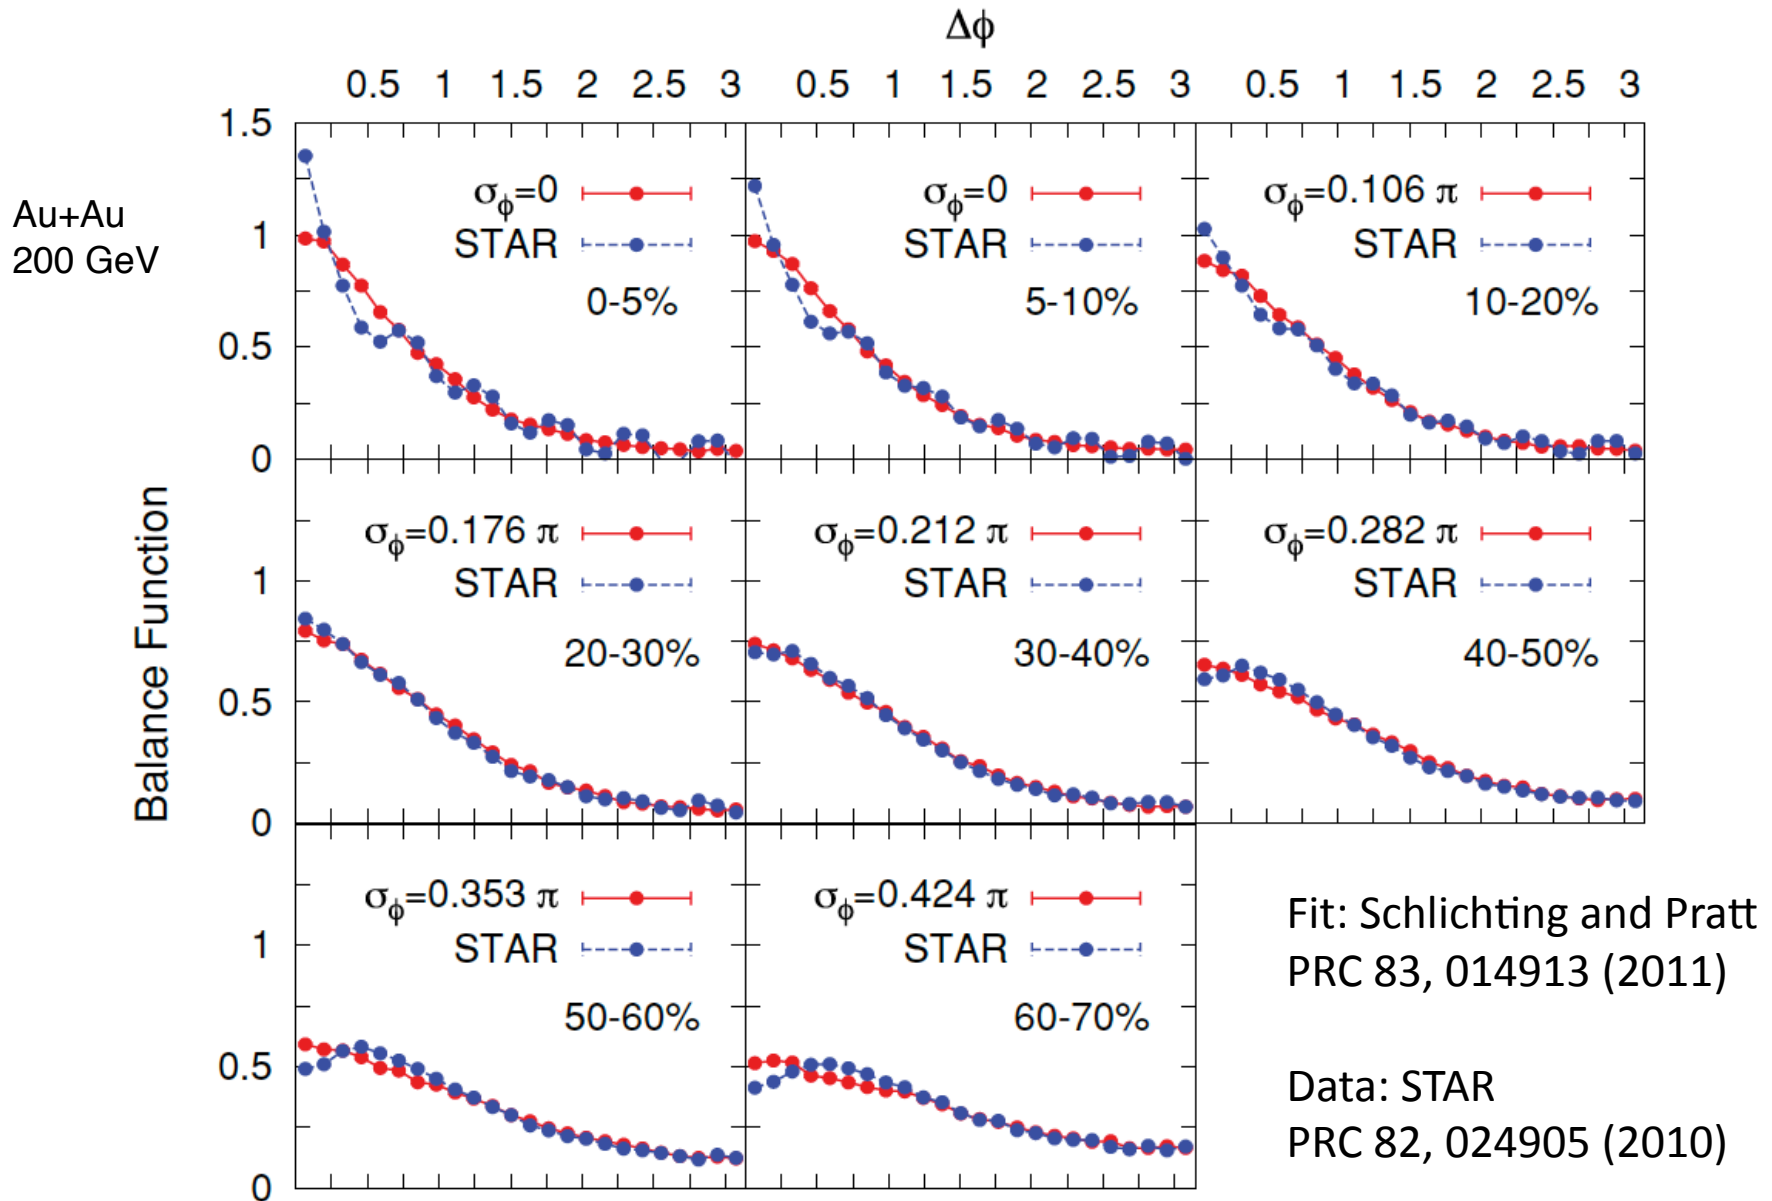 Δϕ
0.5 1 1.5 2 2.5 3 0.5 1 1.5 2 2.5 3 0.5 1 1.5 2 2.5 3
Au+Au
200 GeV
Balance Function
1.5
1
0.5
0
σϕ=0
STAR
0-5%
σϕ=0
STAR
5-10%
σϕ=0.106 π
STAR
10-20%
1
0.5
0
σϕ=0.176 π
STAR
20-30%
σϕ=0.212 π
STAR
30-40%
σϕ=0.282 π
STAR
40-50%
1
0.5
0
σϕ=0.353 π
STAR
50-60%
σϕ=0.424 π
STAR
60-70%
Fit: Schlichting and Pratt
PRC 83, 014913 (2011)
Data: STAR
PRC 82, 024905 (2010)